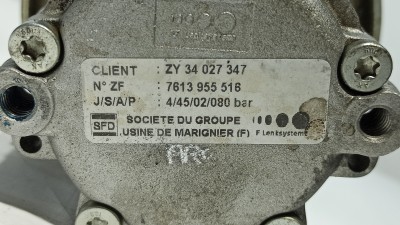 CLIENT : ZY 34 027 347
N° ZF : 7613 955 516
J/S/A/P : 4/45/02/080 bar
SFD SOCIETE DU GROUPE
USINE DE MARIGNIER (F) F Lenksysteme